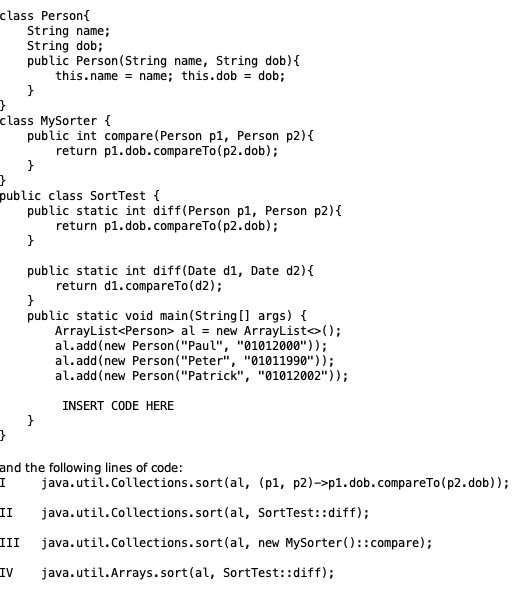 class Person{
    String name;
    String dob;
    public Person(String name, String dob){
        this.name = name; this.dob = dob;
    }
}
class MySorter {
    public int compare(Person p1, Person p2){
        return p1.dob.compareTo(p2.dob);
    }
}
public class SortTest {
    public static int diff(Person p1, Person p2){
        return p1.dob.compareTo(p2.dob);
    }

    public static int diff(Date d1, Date d2){
        return d1.compareTo(d2);
    }
    public static void main(String[] args) {
        ArrayList<Person> al = new ArrayList<>();
        al.add(new Person("Paul", "01012000"));
        al.add(new Person("Peter", "01011990"));
        al.add(new Person("Patrick", "01012002"));

         INSERT CODE HERE
    }
}

and the following lines of code:
I     java.util.Collections.sort(al, (p1, p2)->p1.dob.compareTo(p2.dob));

II    java.util.Collections.sort(al, SortTest::diff);

III   java.util.Collections.sort(al, new MySorter()::compare);

IV    java.util.Arrays.sort(al, SortTest::diff);